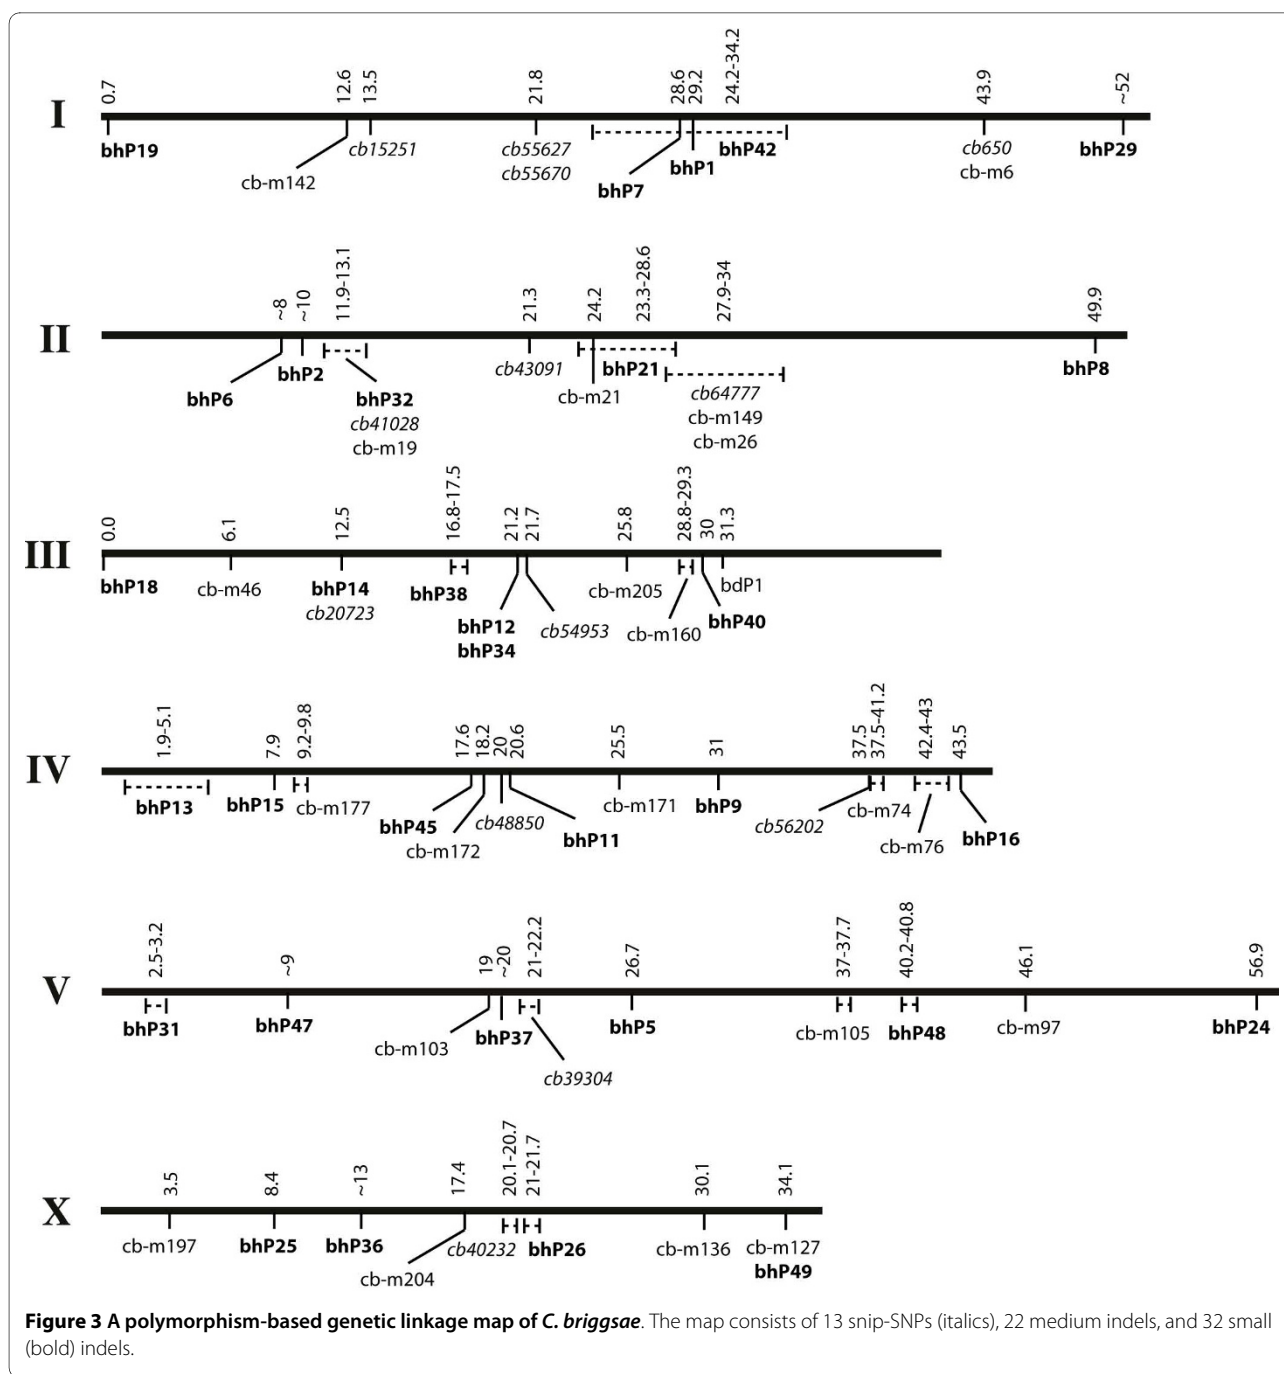 0.7 12.6 13.5 21.8 28.6 29.2 24.2-34.2 43.9 ~52
I
bhP19 cb15251 cb55627 bhP42 cb650 bhP29
cb55670 bhP1 cb-m6
cb-m142 bhP7
~8 ~10 11.9-13.1 21.3 24.2 23.3-28.6 27.9-34 49.9
II
bhP2 cb43091 bhP21 bhP8
bhP6 bhP32 cb-m21 cb64777
cb41028 cb-m149
cb-m19 cb-m26
0.0 6.1 12.5 16.8-17.5 21.2 21.7 25.8 28.8-29.3 30 31.3
III
bhP18 cb-m46 bhP14 bhP38 cb-m205 bdP1
cb20723 bhP12 cb54953 cb-m160 bhP40
bhP34
1.9-5.1 7.9 9.2-9.8 17.6 18.2 20 20.6 25.5 31 37.5 37.5-41.2 42.4-43 43.5
IV
bhP13 bhP15 cb-m177 cb-m171 bhP9 cb-m74
bhP45 cb48850 cb56202
cb-m172 bhP11 cb-m76 bhP16
2.5-3.2 ~9 19 ~20 21-22.2 26.7 37-37.7 40.2-40.8 46.1 56.9
V
bhP31 bhP47 bhP5 cb-m105 bhP48 cb-m97 bhP24
cb-m103 bhP37
cb39304
3.5 8.4 ~13 17.4 20.1-20.7 21-21.7 30.1 34.1
X
cb-m197 bhP25 bhP36 cb40232 bhP26 cb-m136 cb-m127
cb-m204 bhP49
Figure 3 A polymorphism-based genetic linkage map of C. briggsae. The map consists of 13 snip-SNPs (italics), 22 medium indels, and 32 small
(bold) indels.